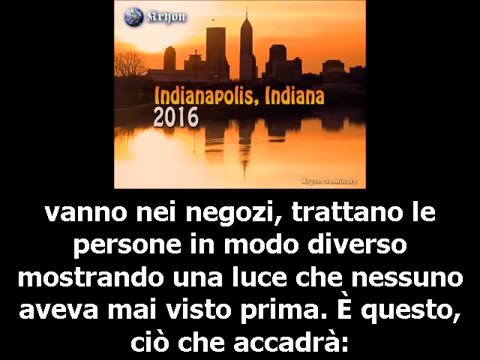 Kryon
Indianapolis, Indiana
2016
Kryon seminars
vanno nei negozi, trattano le
persone in modo diverso
mostrando una luce che nessuno
aveva mai visto prima. È questo,
ciò che accadrà: